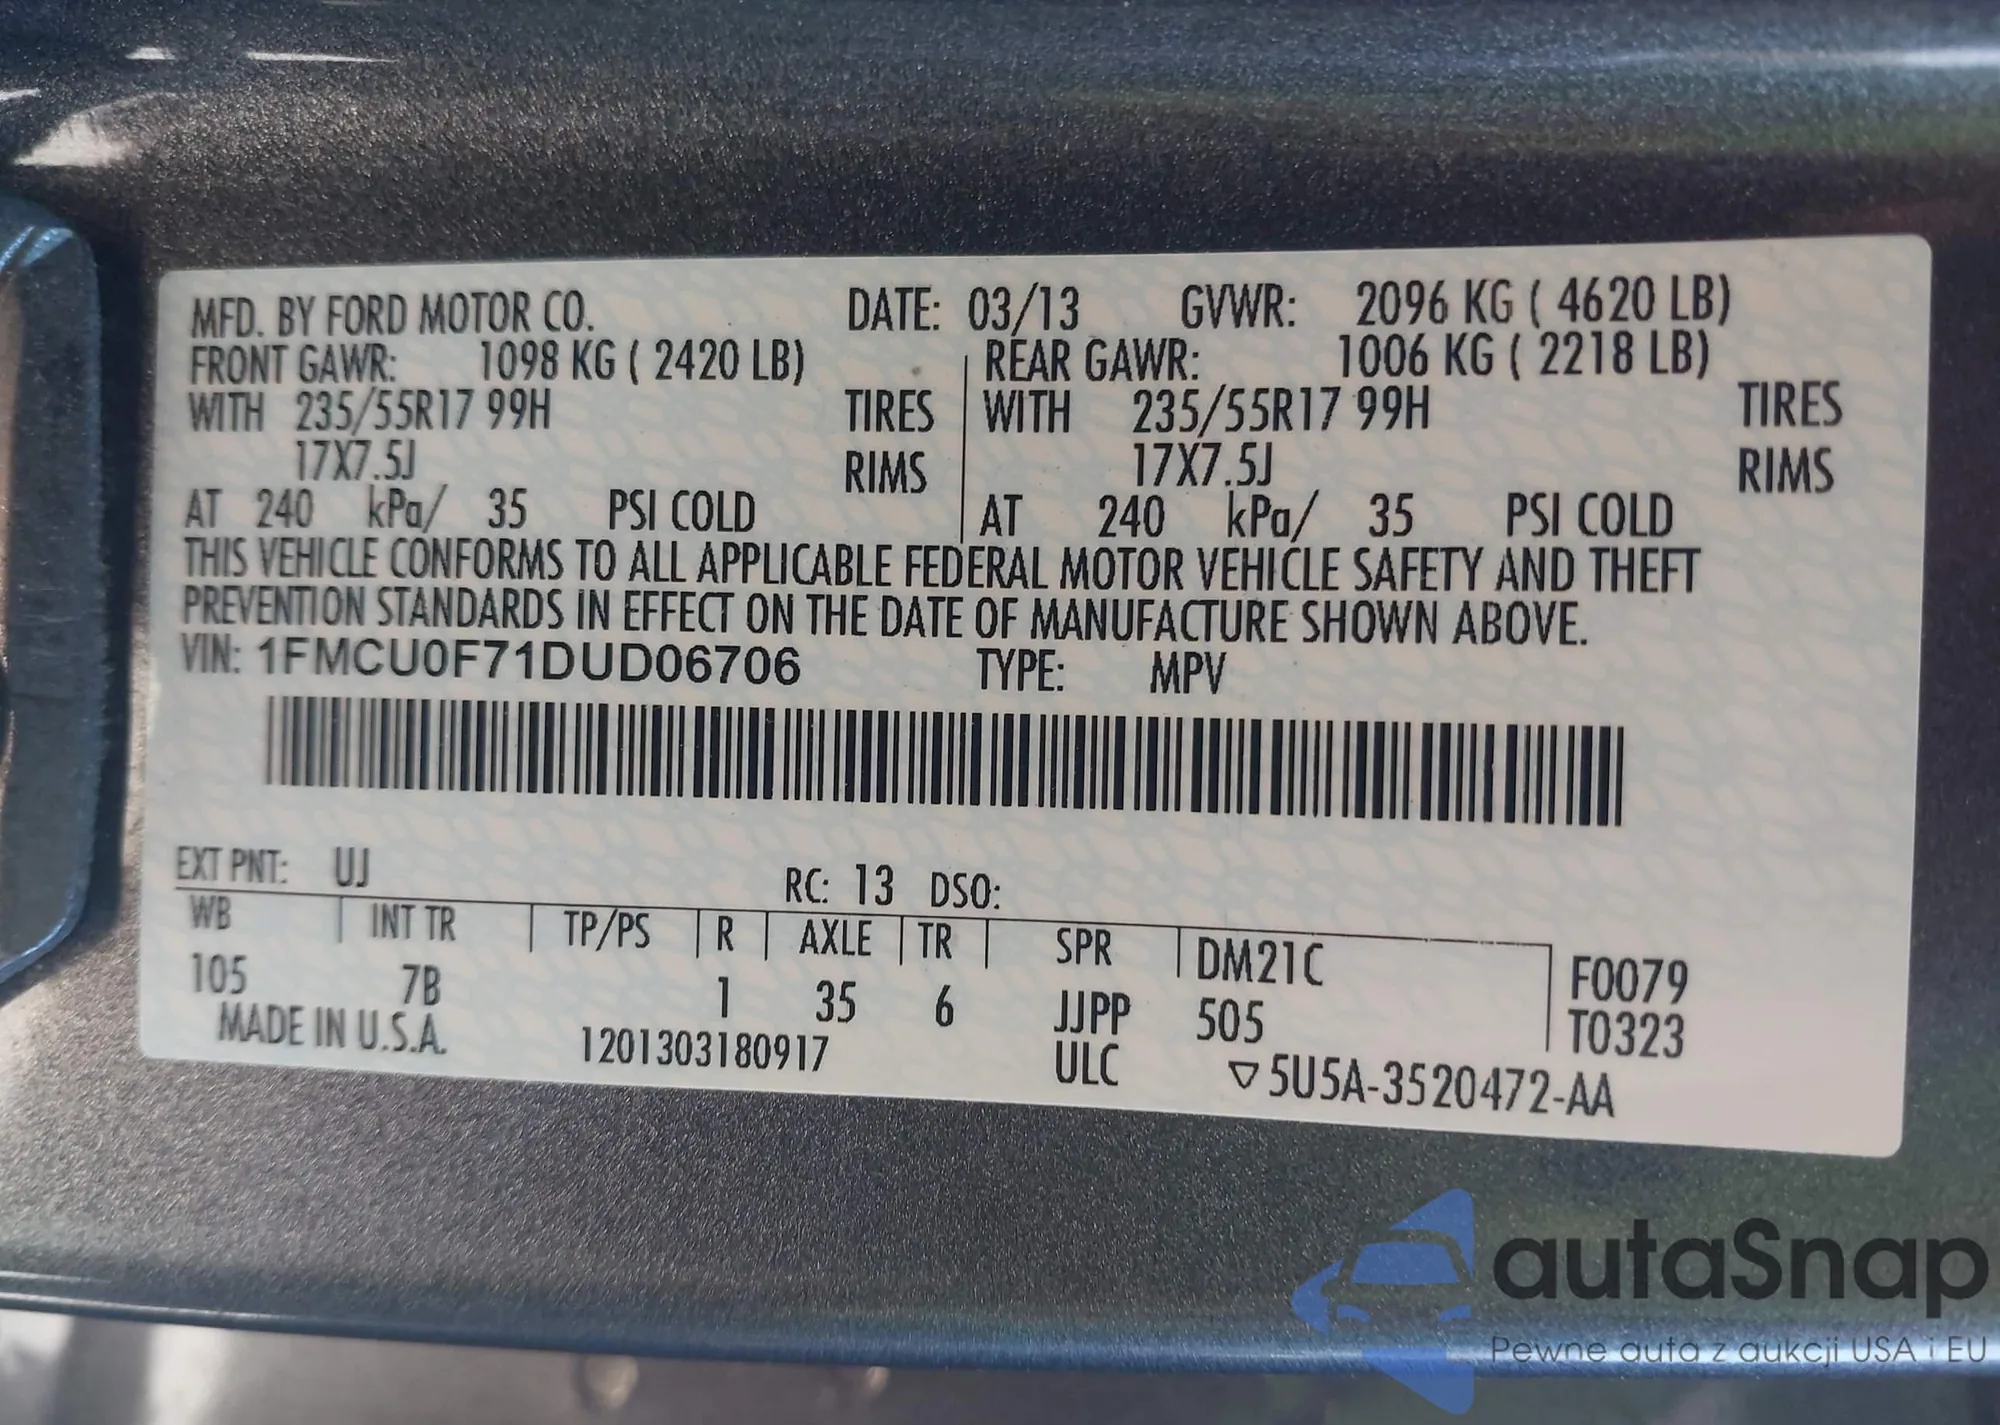 MFD. BY FORD MOTOR CO. DATE: 03/13 GVWR: 2096 KG ( 4620 LB)
FRONT GAWR: 1098 KG ( 2420 LB) REAR GAWR: 1006 KG ( 2218 LB)
WITH 235/55R17 99H TIRES WITH 235/55R17 99H TIRES
17X7.5J RIMS 17X7.5J RIMS
AT 240 kPa/ 35 PSI COLD AT 240 kPa/ 35 PSI COLD
THIS VEHICLE CONFORMS TO ALL APPLICABLE FEDERAL MOTOR VEHICLE SAFETY AND THEFT
PREVENTION STANDARDS IN EFFECT ON THE DATE OF MANUFACTURE SHOWN ABOVE.
VIN: 1FMCU0F71DUD06706 TYPE: MPV
EXT PNT: UJ RC: 13 DSO:
WB INT TR TP/PS R AXLE TR SPR DM21C F0079
105 7B 1 35 6 JJPP 505 T0323
MADE IN U.S.A. 1201303180917 ULC ▽5U5A-3520472-AA
autaSnap
Pewne auta z aukcji USA i EU